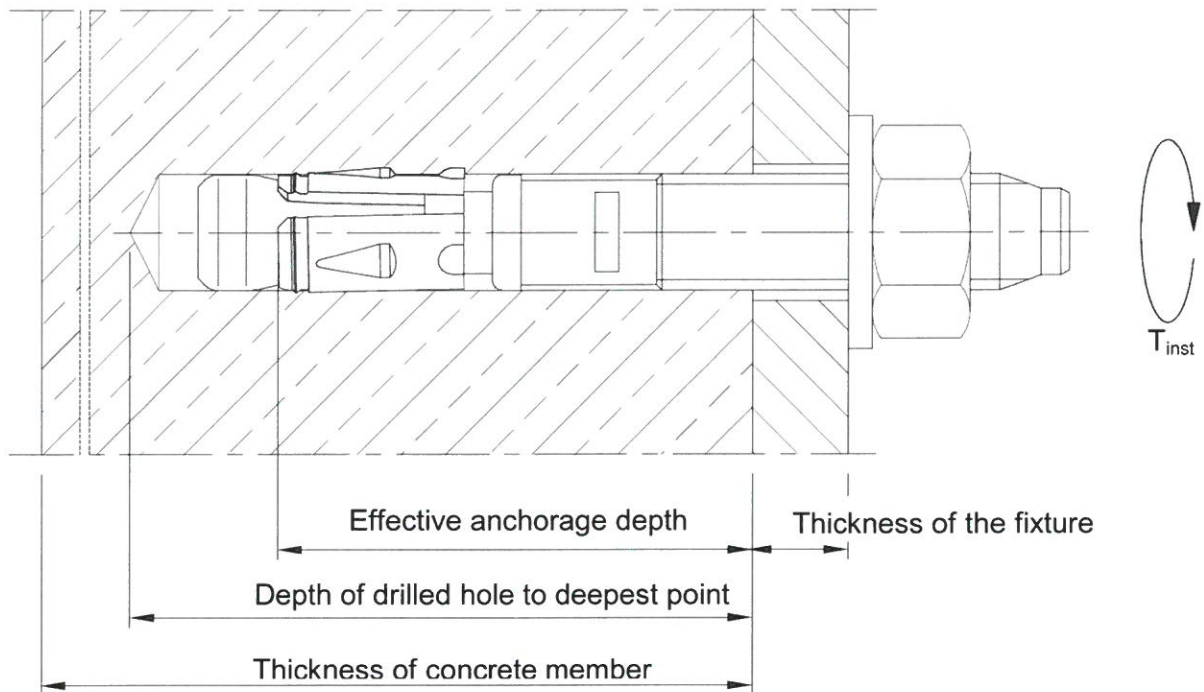 T_inst
Effective anchorage depth
Thickness of the fixture
Depth of drilled hole to deepest point
Thickness of concrete member